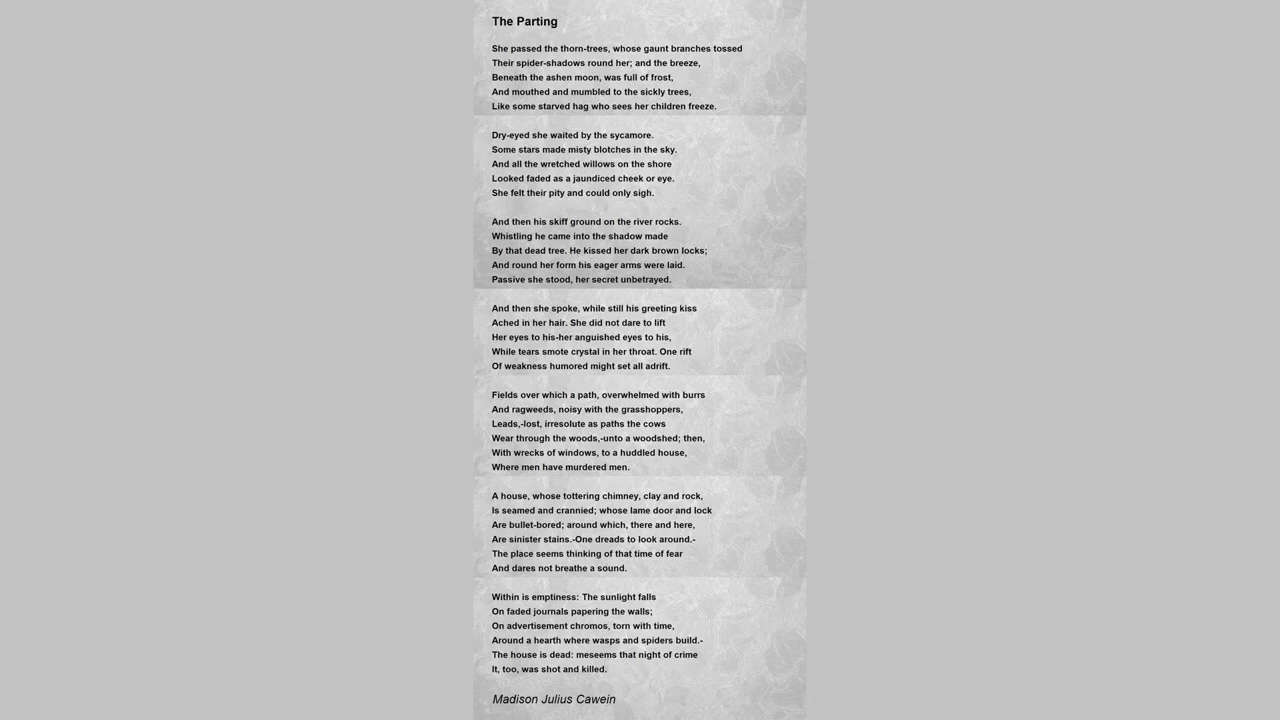 The Parting
She passed the thorn-trees, whose gaunt branches tossed
Their spider-shadows round her; and the breeze,
Beneath the ashen moon, was full of frost,
And mouthed and mumbled to the sickly trees,
Like some starved hag who sees her children freeze.
Dry-eyed she waited by the sycamore.
Some stars made misty blotches in the sky.
And all the wretched willows on the shore
Looked faded as a jaundiced cheek or eye.
She felt their pity and could only sigh.
And then his skiff ground on the river rocks.
Whistling he came into the shadow made
By that dead tree. He kissed her dark brown locks;
And round her form his eager arms were laid.
Passive she stood, her secret unbetrayed.
And then she spoke, while still his greeting kiss
Ached in her hair. She did not dare to lift
Her eyes to his-her anguished eyes to his,
While tears smote crystal in her throat. One rift
Of weakness humored might set all adrift.
Fields over which a path, overwhelmed with burrs
And ragweeds, noisy with the grasshoppers,
Leads,-lost, irresolute as paths the cows
Wear through the woods,-unto a woodshed; then,
With wrecks of windows, to a huddled house,
Where men have murdered men.
A house, whose tottering chimney, clay and rock,
Is seamed and crannied; whose lame door and lock
Are bullet-bored; around which, there and here,
Are sinister stains.-One dreads to look around.-
The place seems thinking of that time of fear
And dares not breathe a sound.
Within is emptiness: The sunlight falls
On faded journals papering the walls;
On advertisement chromos, torn with time,
Around a hearth where wasps and spiders build.-
The house is dead: meseems that night of crime
It, too, was shot and killed.
Madison Julius Cawein